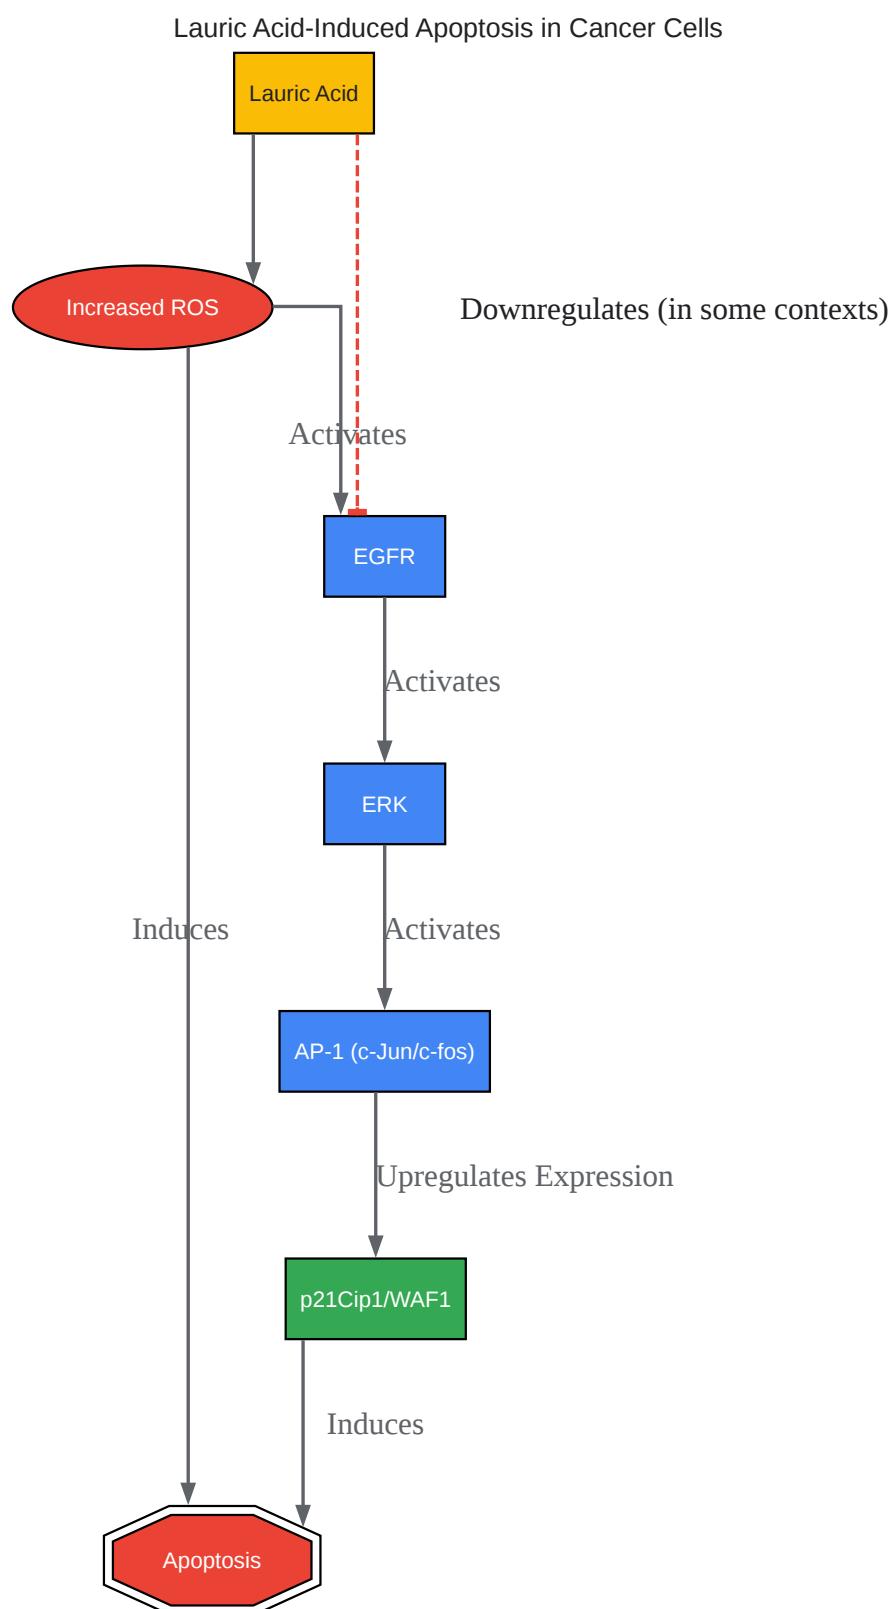 Lauric Acid-Induced Apoptosis in Cancer Cells
Lauric Acid
Increased ROS
Downregulates (in some contexts)
Activates
EGFR
Activates
ERK
Induces
Activates
AP-1 (c-Jun/c-fos)
Upregulates Expression
p21Cip1/WAF1
Induces
Apoptosis